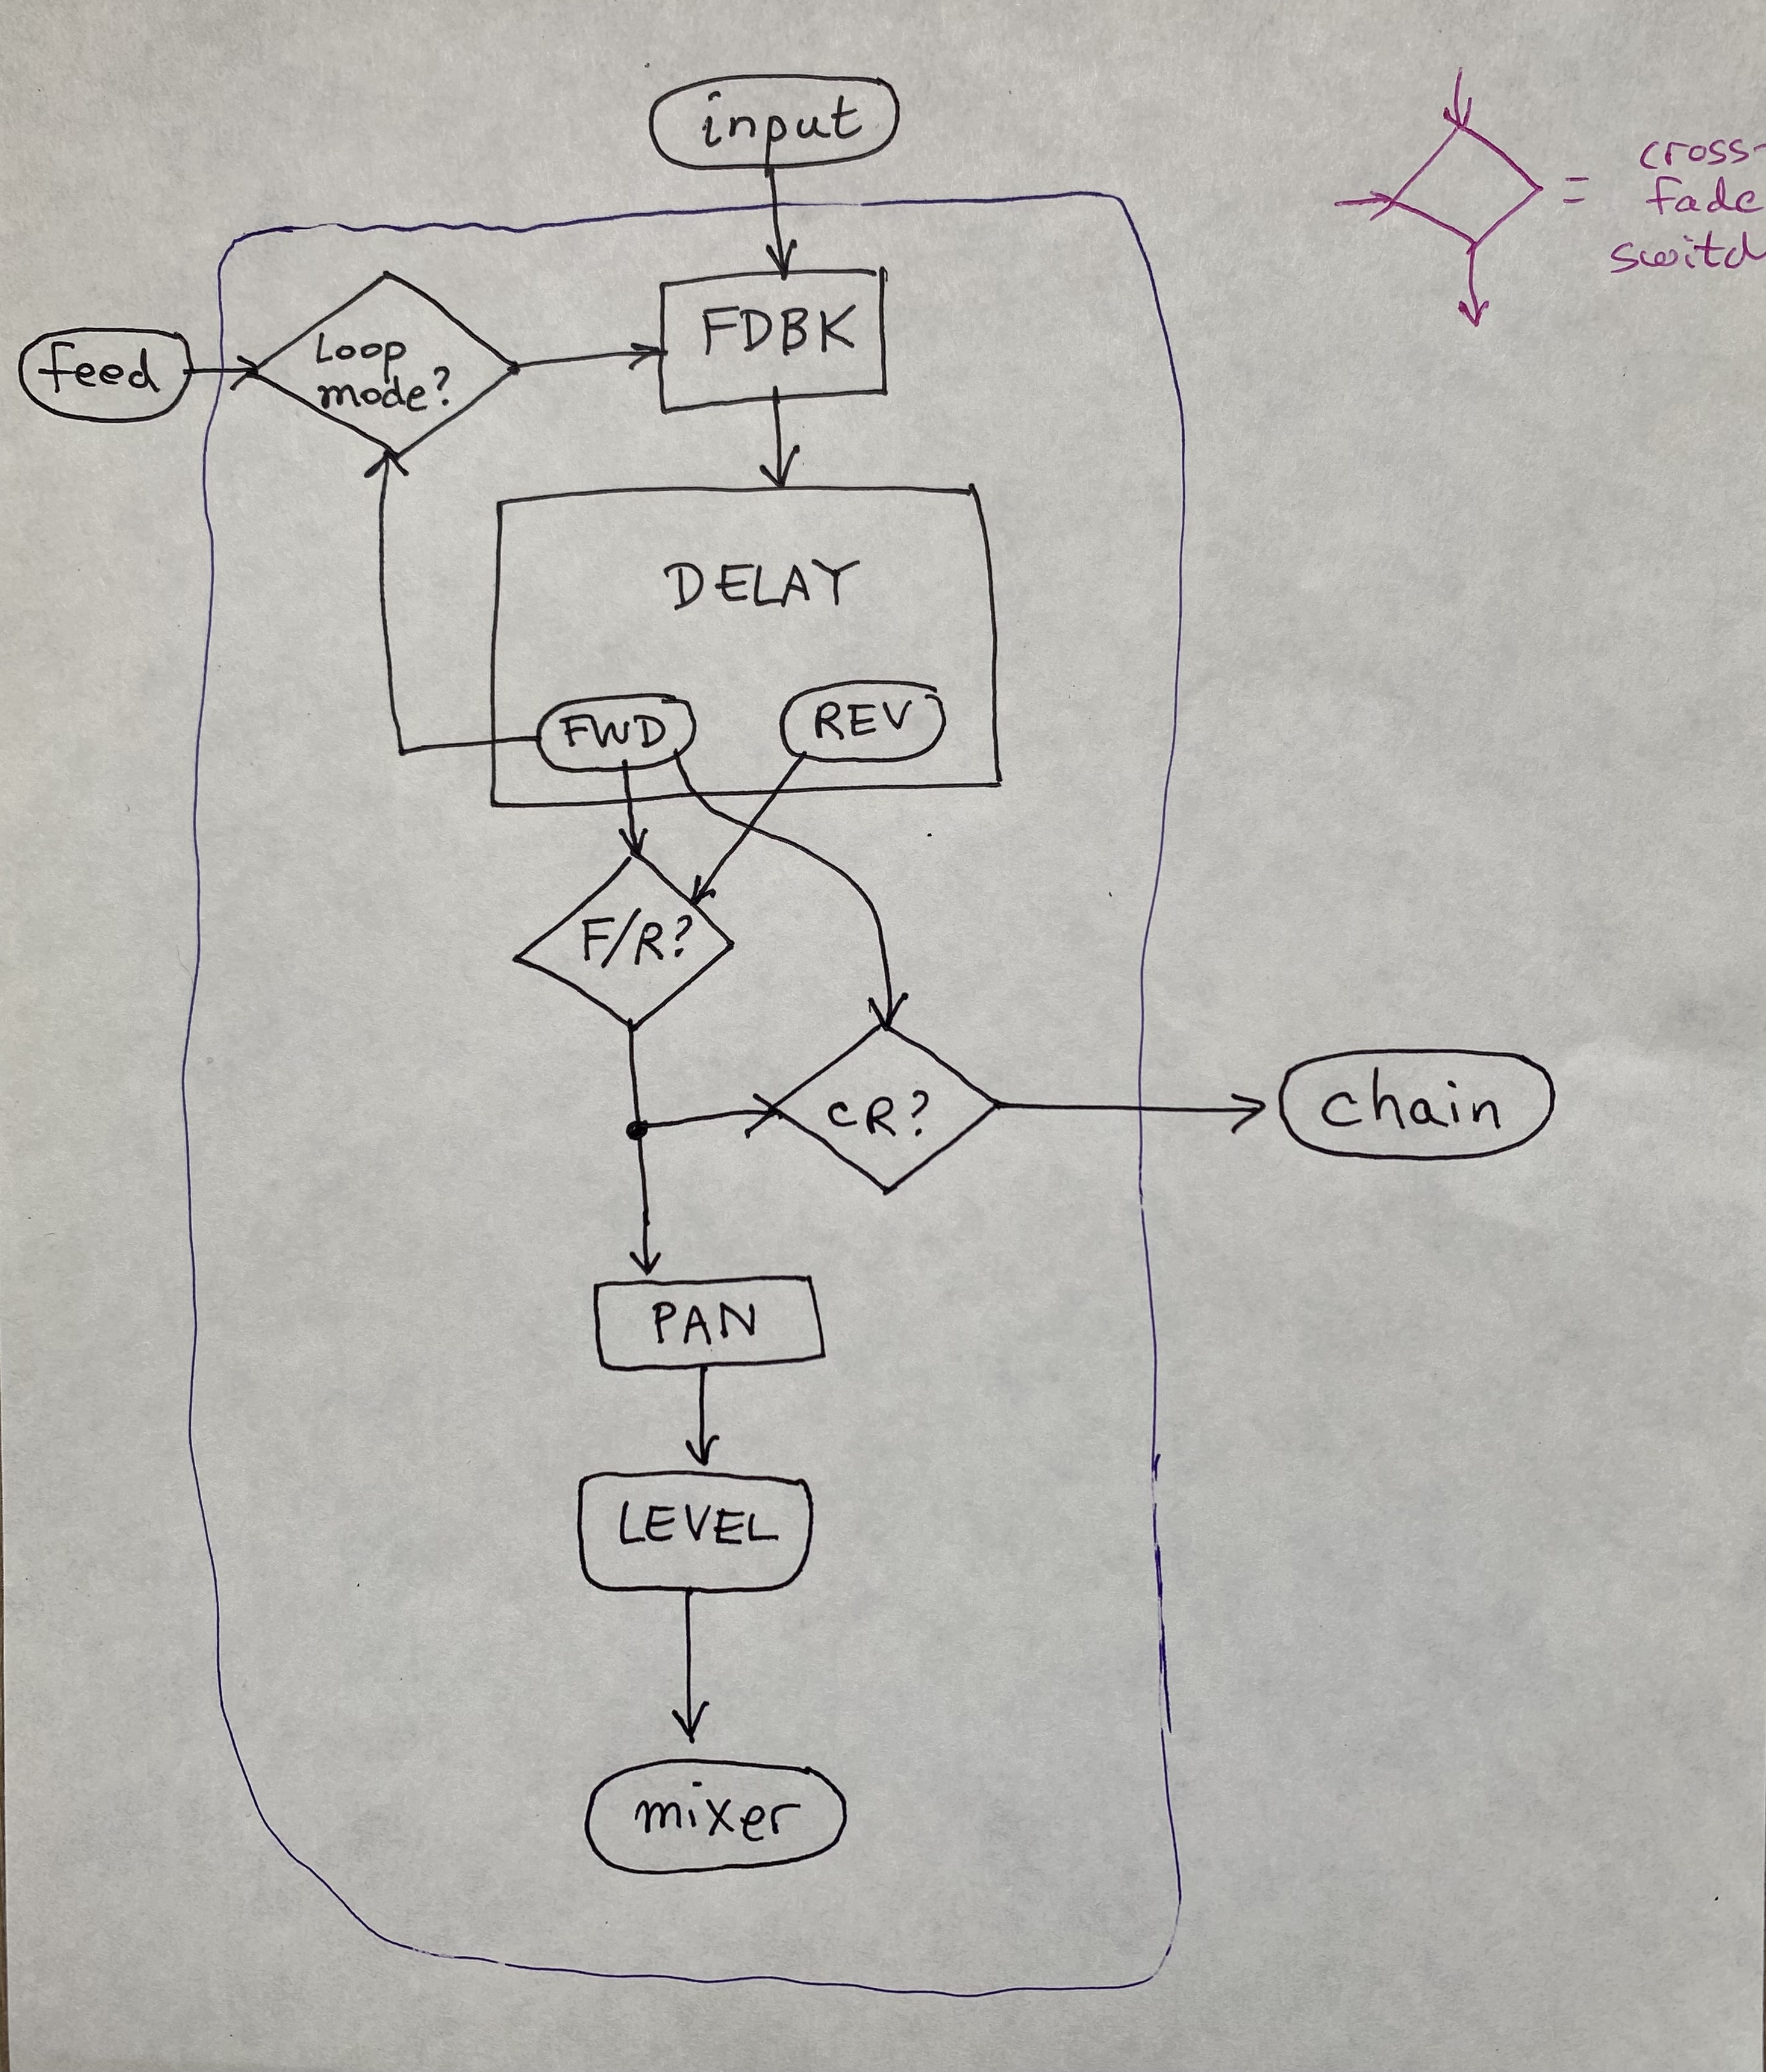 input
cross-
= fade
switch
feed
Loop
mode?
FDBK
DELAY
FWD
REV
F/R?
CR?
chain
PAN
LEVEL
mixer